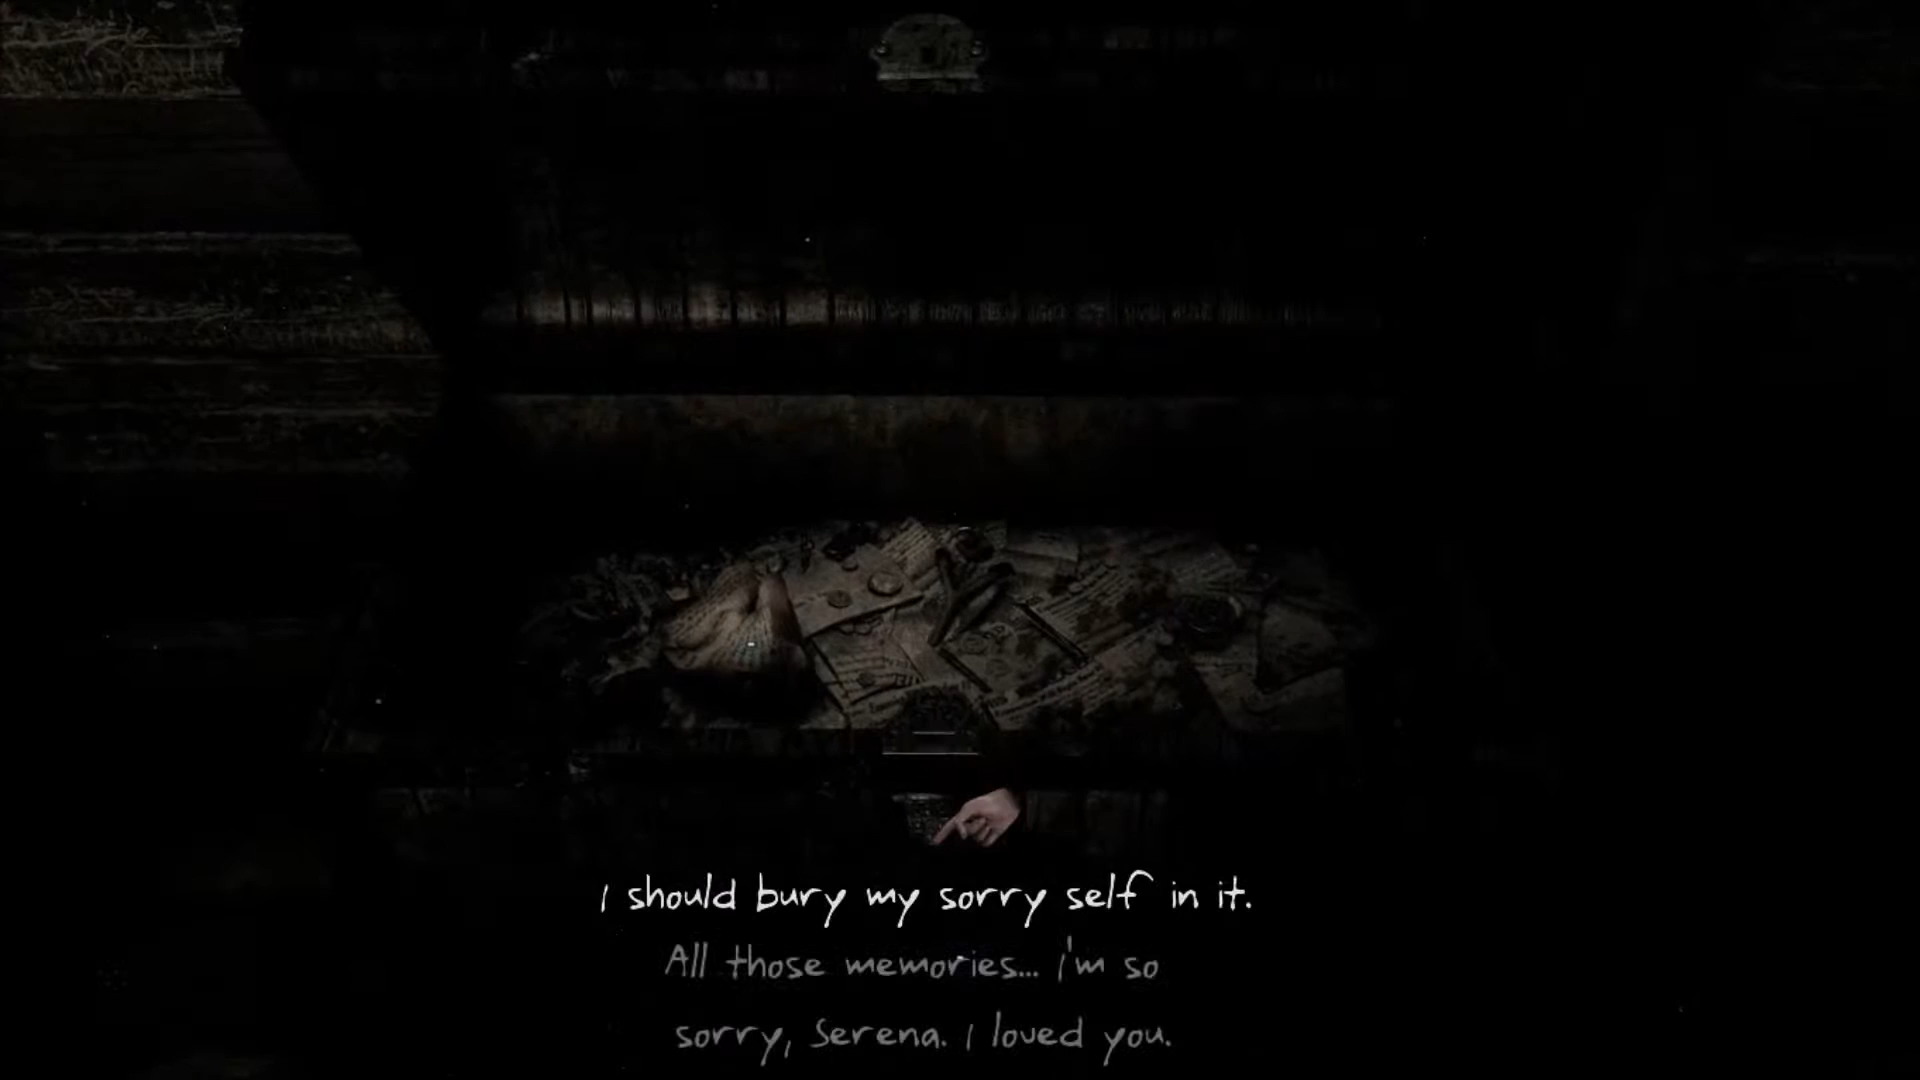 I should bury my sorry self in it.
All those memories... I'm so
sorry, Serena. I loved you.